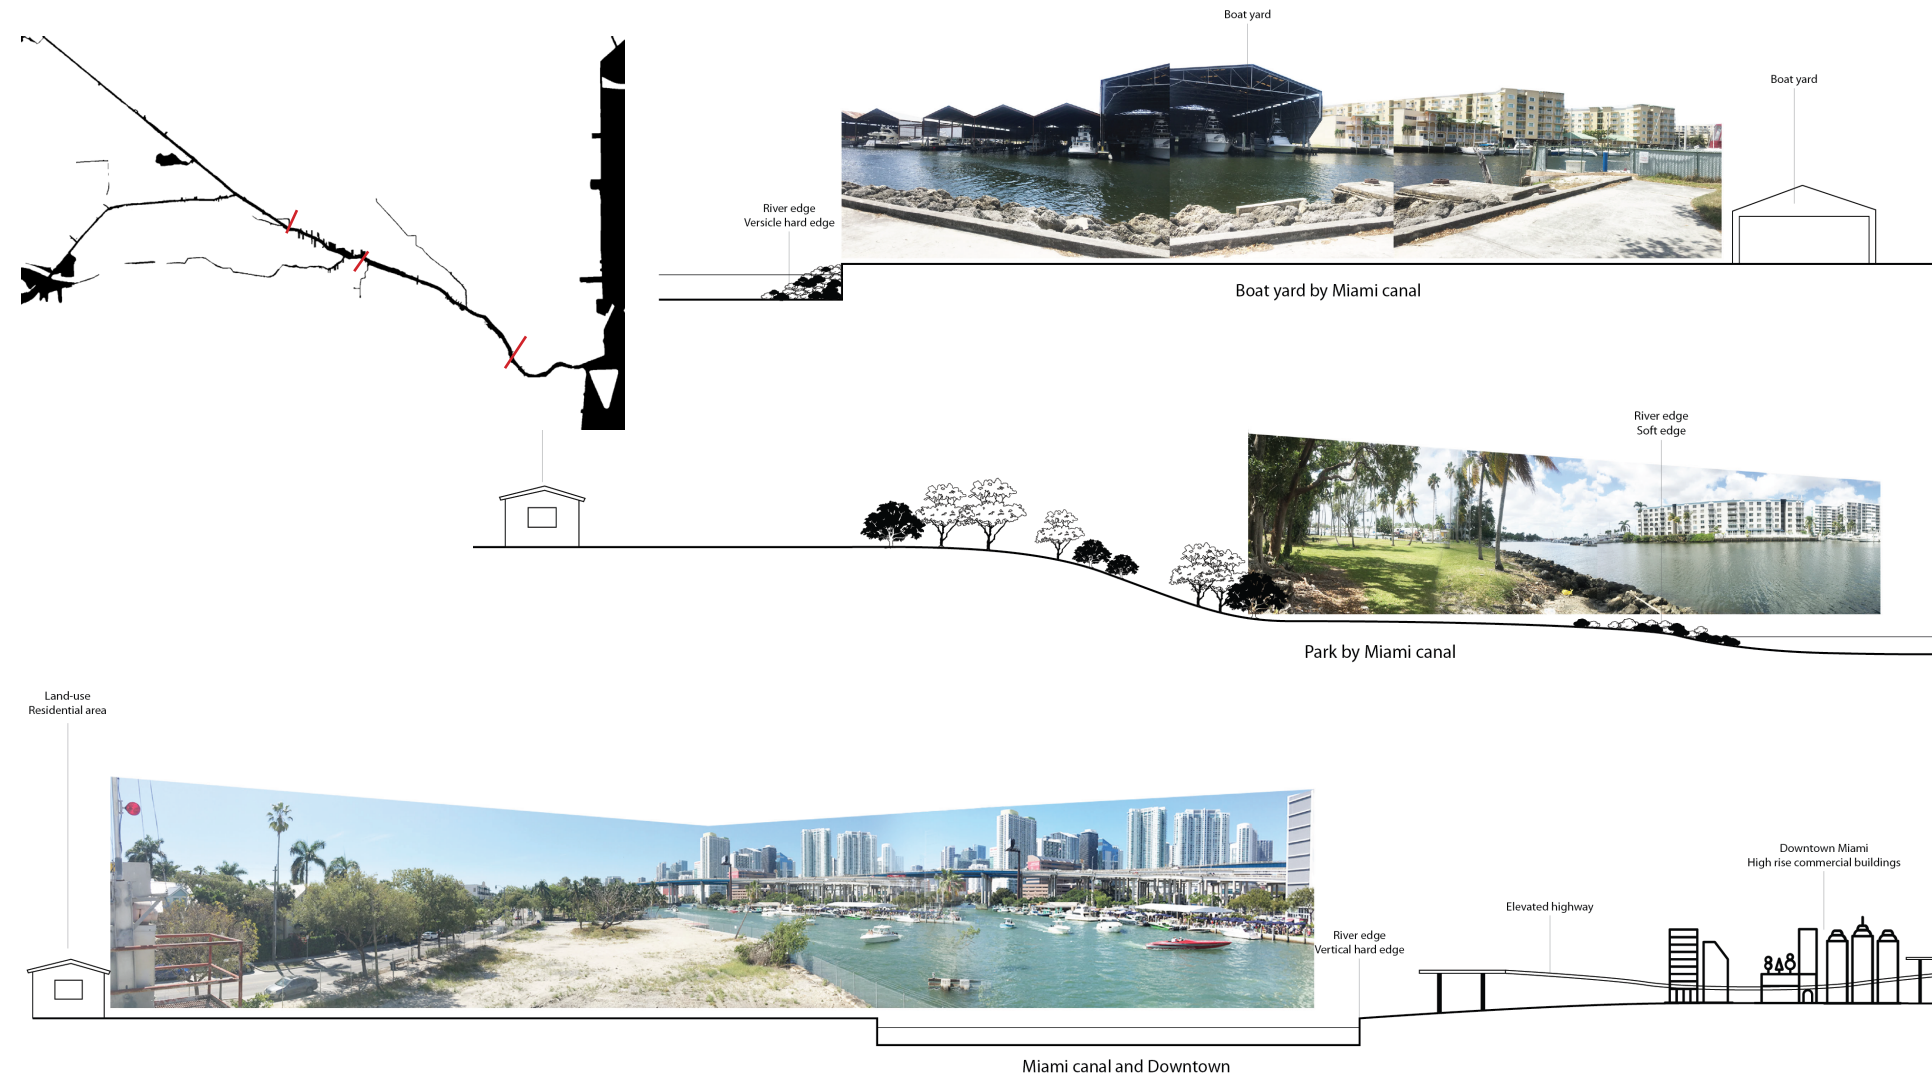 Boat yard
Boat yard
River edge
Versicle hard edge
Boat yard by Miami canal
River edge
Soft edge
Park by Miami canal
Land-use
Residential area
Downtown Miami
High rise commercial buildings
Elevated highway
River edge
Vertical hard edge
Miami canal and Downtown